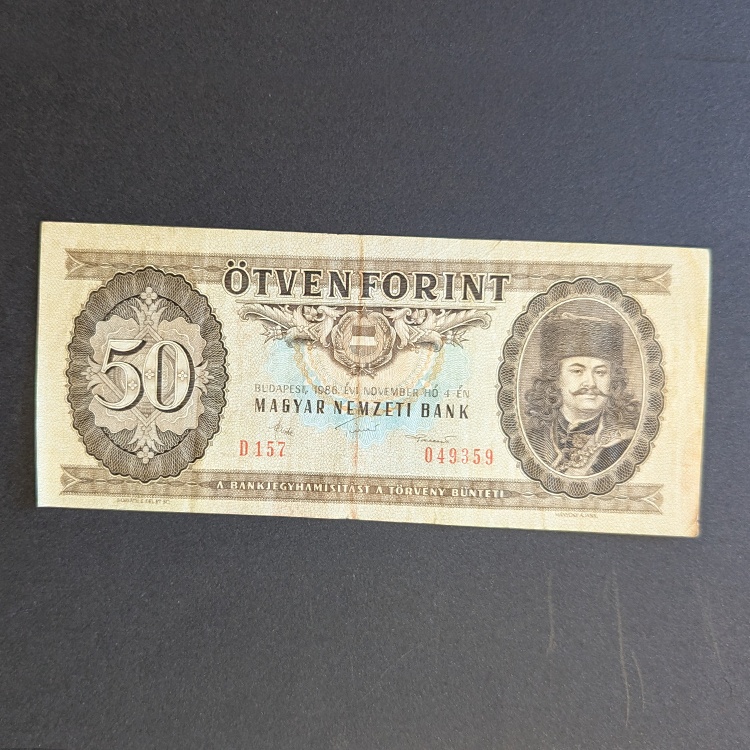 ÖTVEN FORINT
50
BUDAPEST, 1986. ÉVI NOVEMBER HÓ 4-ÉN
MAGYAR NEMZETI BANK
D 157 049359
A BANKJEGYHAMISÍTÁST A TÖRVÉNY BÜNTETI